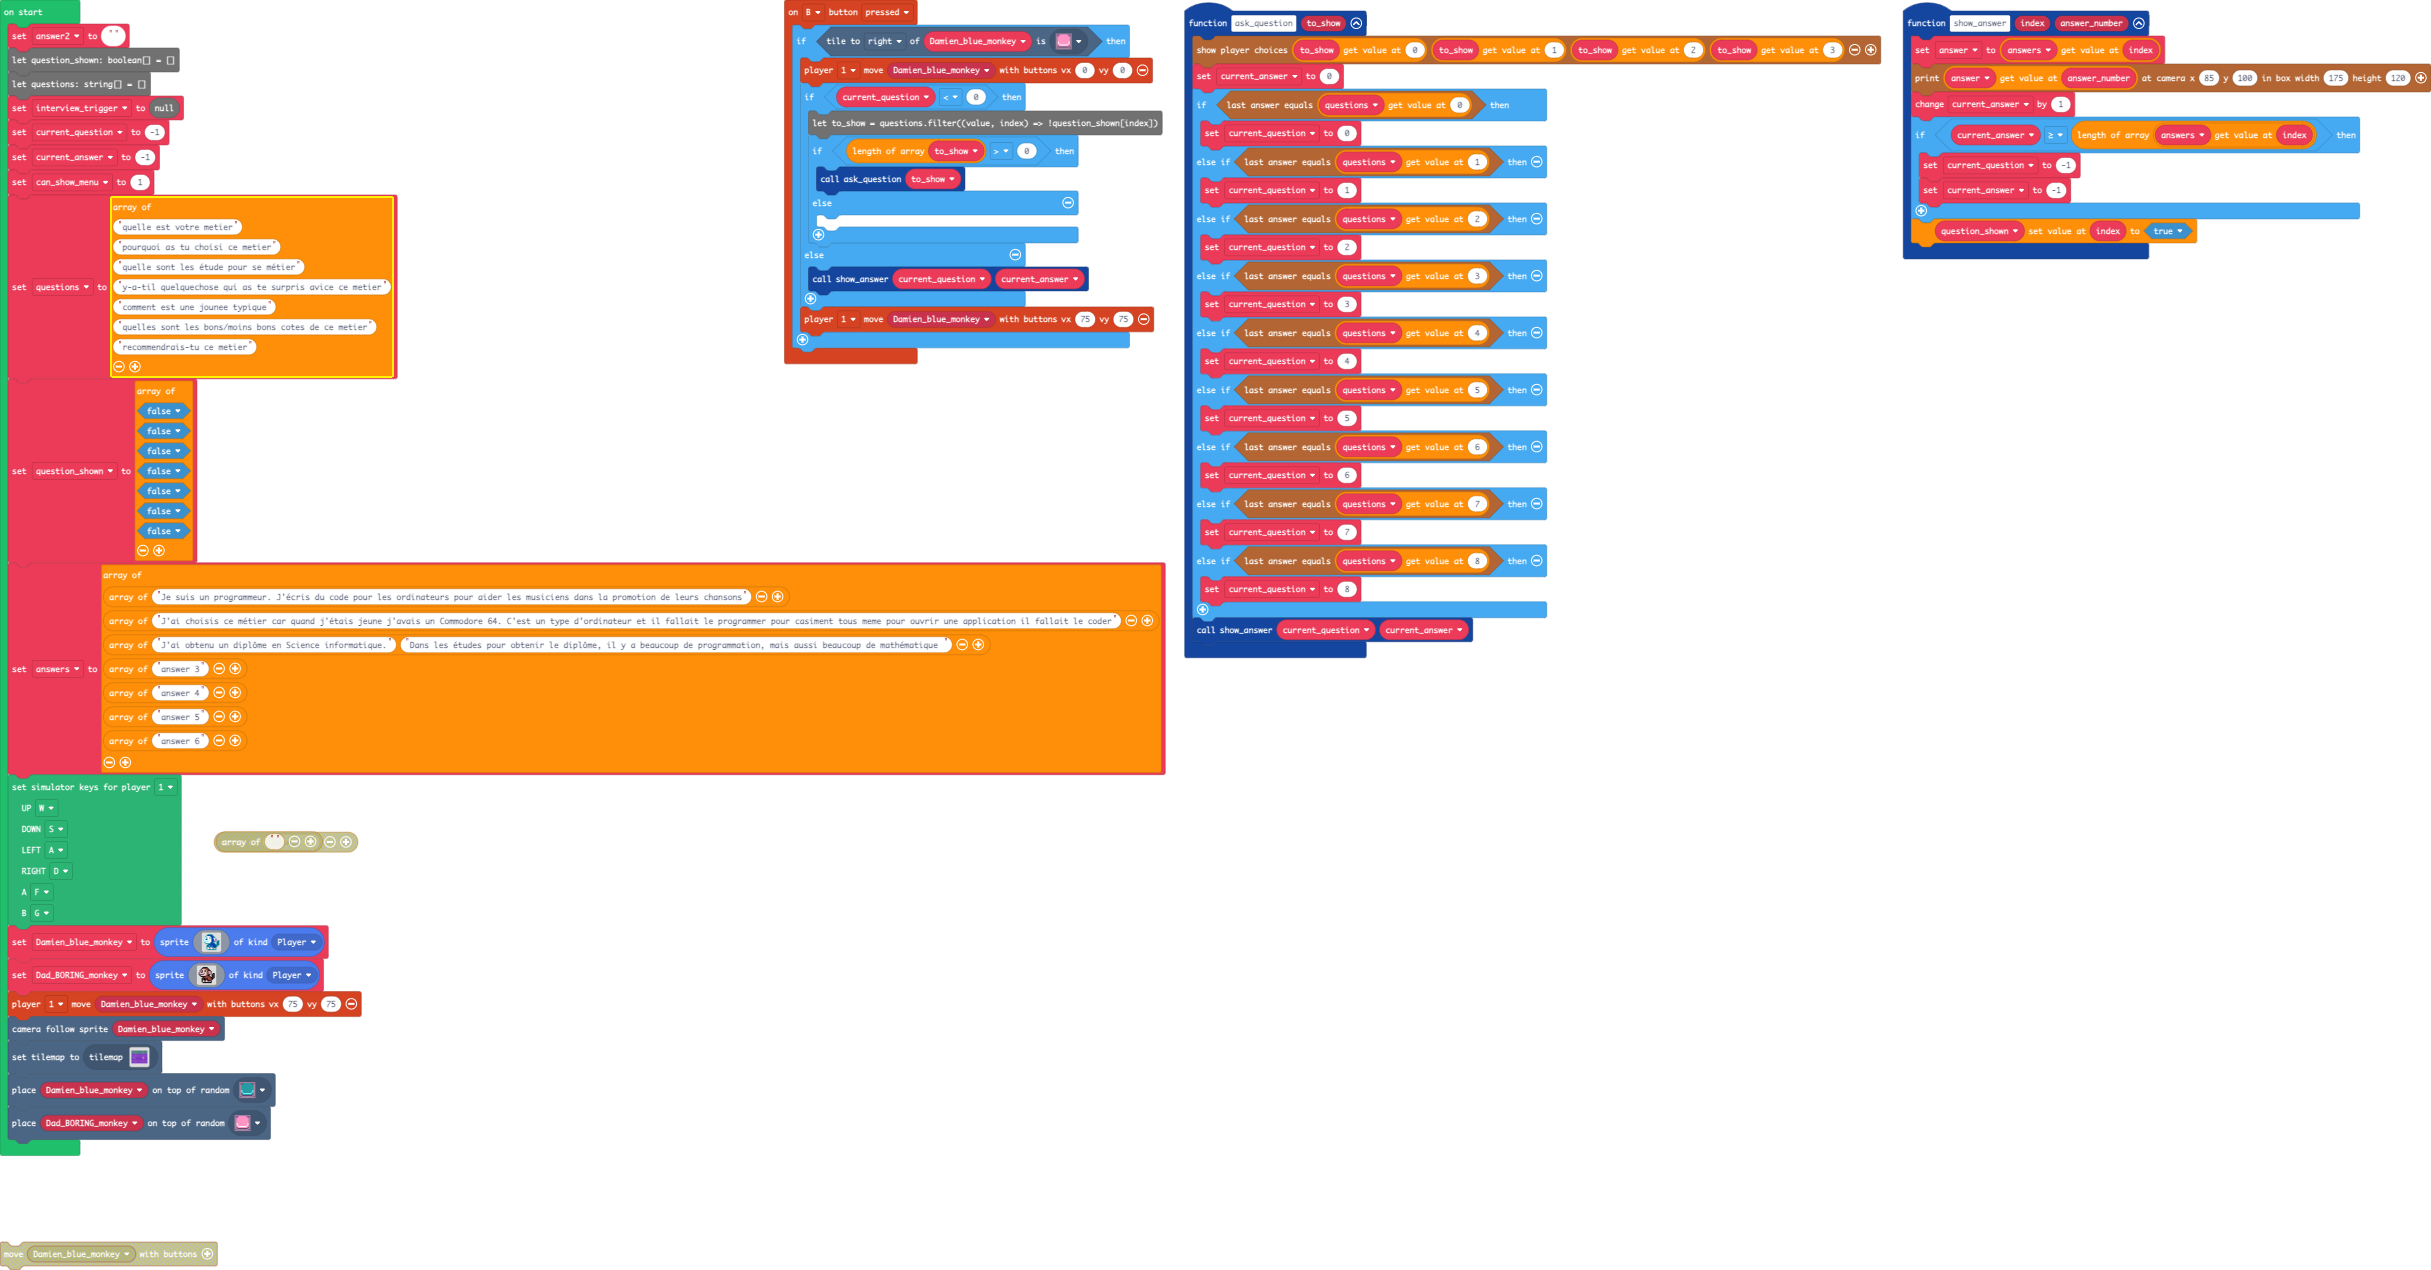 on start
set answer2 to " "
let question_shown: boolean[] = []
let questions: string[] = []
set interview_trigger to null
set current_question to -1
set current_answer to -1
set can_show_menu to 1
set questions to array of
"quelle est votre metier"
"pourquoi as tu choisi ce metier"
"quelle sont les étude pour se métier"
"y-a-til quelquechose qui as te surpris avice ce metier"
"comment est une jounee typique"
"quelles sont les bons/moins bons cotes de ce metier"
"recommendrais-tu ce metier"
set question_shown to array of
false
false
false
false
false
false
false
set answers to array of
array of "Je suis un programmeur. J'écris du code pour les ordinateurs pour aider les musiciens dans la promotion de leurs chansons"
array of "J'ai choisis ce métier car quand j'étais jeune j'avais un Commodore 64. C'est un type d'ordinateur et il fallait le programmer pour casiment tous meme pour ouvrir une application il fallait le coder"
array of "J'ai obtenu un diplôme en Science informatique." "Dans les études pour obtenir le diplôme, il y a beaucoup de programmation, mais aussi beaucoup de mathématique "
array of "answer 3"
array of "answer 4"
array of "answer 5"
array of "answer 6"
set simulator keys for player 1
UP W
DOWN S
LEFT A
RIGHT D
A F
B G
set Damien_blue_monkey to sprite of kind Player
set Dad_BORING_monkey to sprite of kind Player
player 1 move Damien_blue_monkey with buttons vx 75 vy 75
camera follow sprite Damien_blue_monkey
set tilemap to tilemap
place Damien_blue_monkey on top of random
place Dad_BORING_monkey on top of random
array of " "
move Damien_blue_monkey with buttons
on B button pressed
if tile to right of Damien_blue_monkey is then
player 1 move Damien_blue_monkey with buttons vx 0 vy 0
if current_question < 0 then
let to_show = questions.filter((value, index) => !question_shown[index])
if length of array to_show > 0 then
call ask_question to_show
else
else
call show_answer current_question current_answer
player 1 move Damien_blue_monkey with buttons vx 75 vy 75
function ask_question to_show
show player choices to_show get value at 0 to_show get value at 1 to_show get value at 2 to_show get value at 3
set current_answer to 0
if last answer equals questions get value at 0 then
set current_question to 0
else if last answer equals questions get value at 1 then
set current_question to 1
else if last answer equals questions get value at 2 then
set current_question to 2
else if last answer equals questions get value at 3 then
set current_question to 3
else if last answer equals questions get value at 4 then
set current_question to 4
else if last answer equals questions get value at 5 then
set current_question to 5
else if last answer equals questions get value at 6 then
set current_question to 6
else if last answer equals questions get value at 7 then
set current_question to 7
else if last answer equals questions get value at 8 then
set current_question to 8
call show_answer current_question current_answer
function show_answer index answer_number
set answer to answers get value at index
print answer get value at answer_number at camera x 85 y 100 in box width 175 height 120
change current_answer by 1
if current_answer ≥ length of array answers get value at index then
set current_question to -1
set current_answer to -1
question_shown set value at index to true